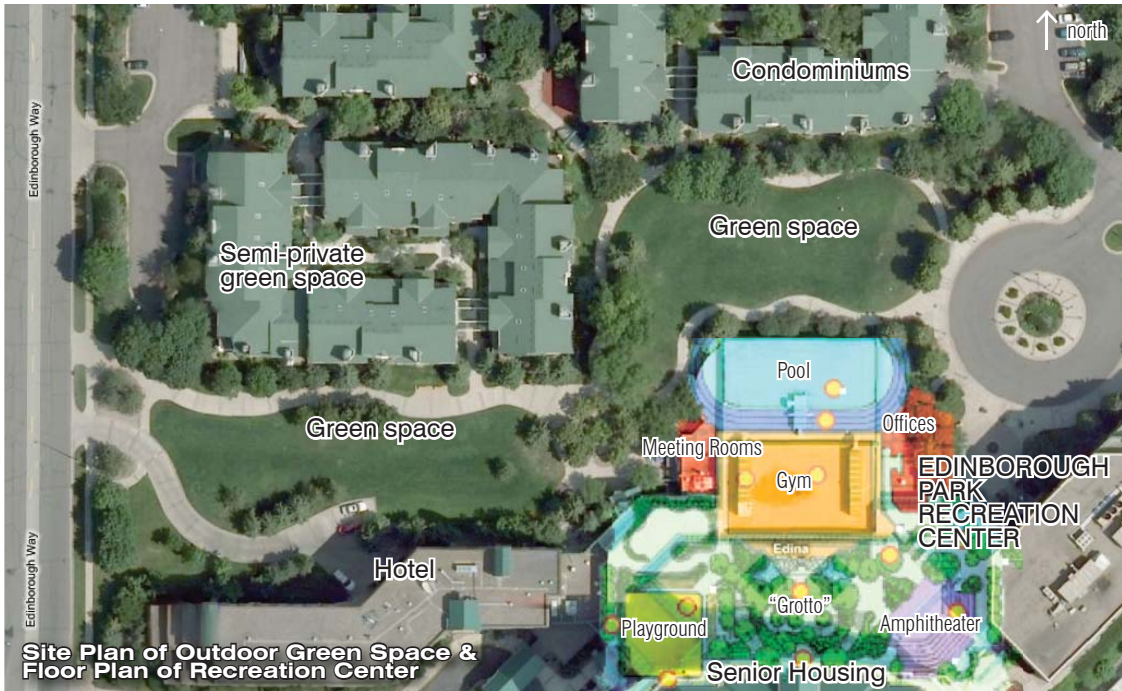 north
Condominiums
Edinborough Way
Green space
Semi-private
green space
Pool
Green space
Offices
Meeting Rooms
Gym
EDINBOROUGH
PARK
RECREATION
CENTER
Edina
Hotel
Edinborough Way
"Grotto"
Playground
Amphitheater
Site Plan of Outdoor Green Space &
Floor Plan of Recreation Center
Senior Housing